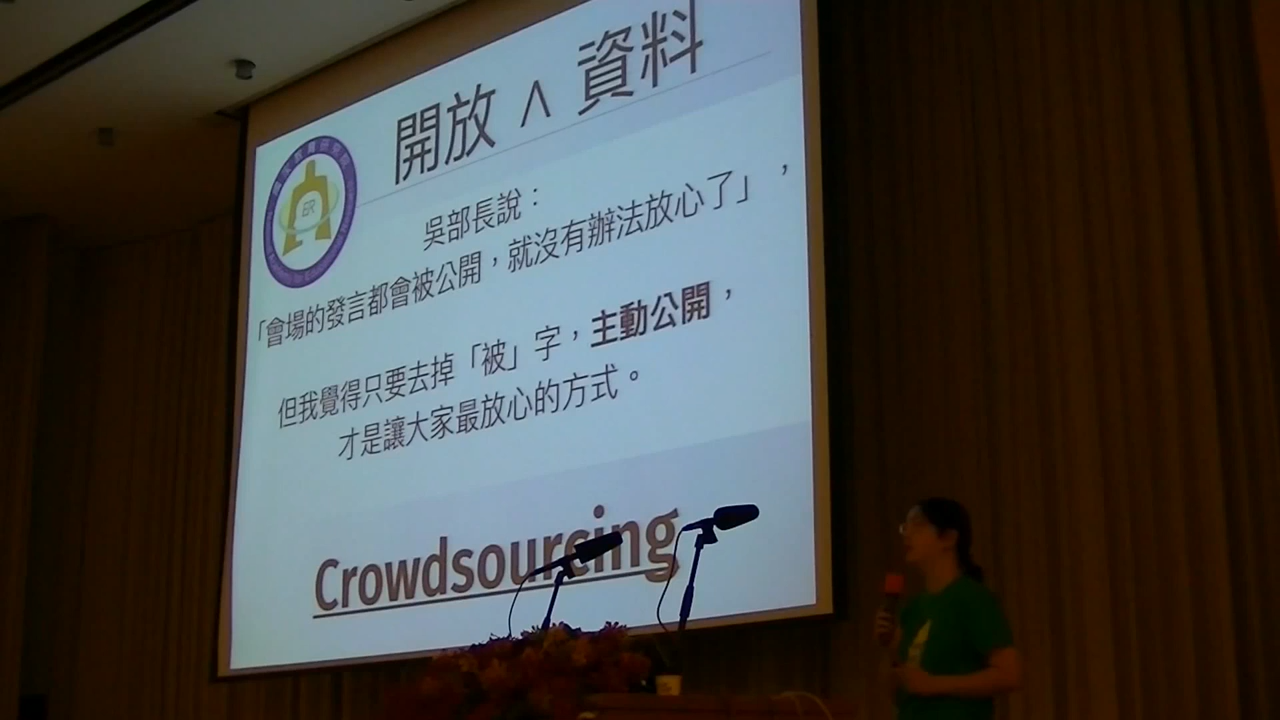 開放 ∧ 資料
吳部長說：
「會場的發言都會被公開，就沒有辦法放心了」，
但我覺得只要去掉「被」字，主動公開，
才是讓大家最放心的方式。
Crowdsourcing